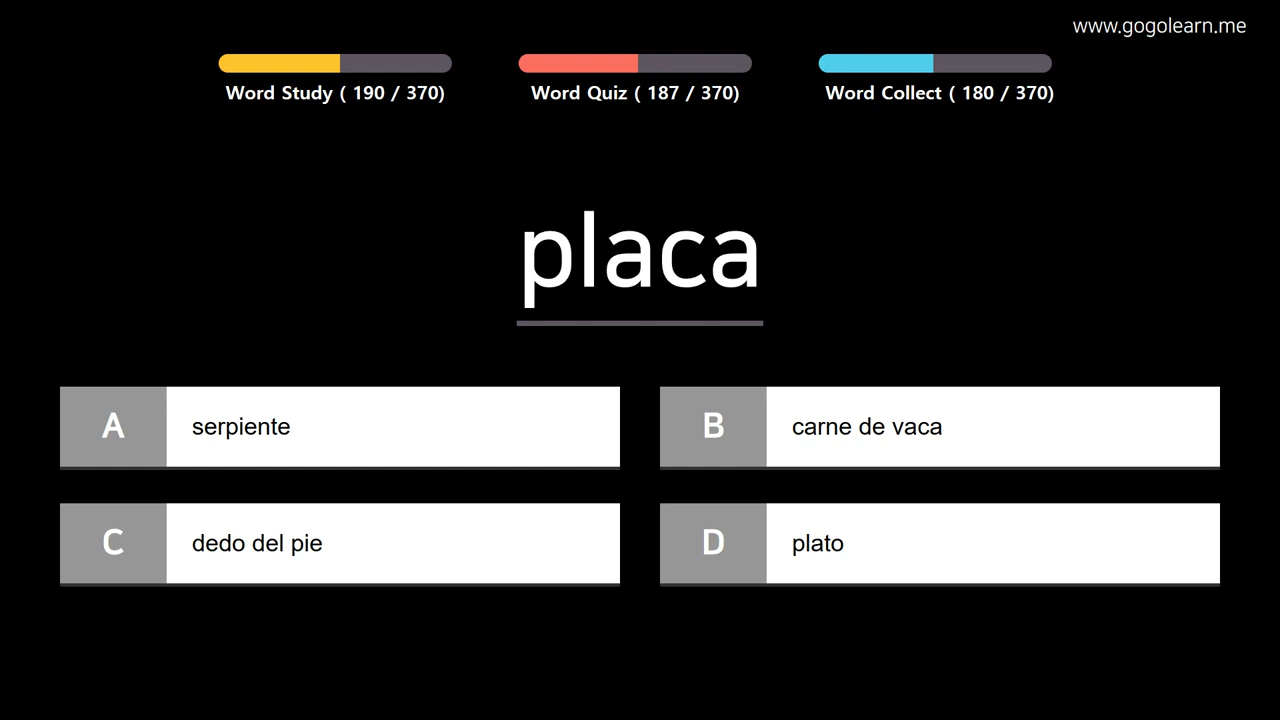 www.gogolearn.me
Word Study ( 190 / 370)
Word Quiz ( 187 / 370)
Word Collect ( 180 / 370)
placa
A serpiente
B carne de vaca
C dedo del pie
D plato